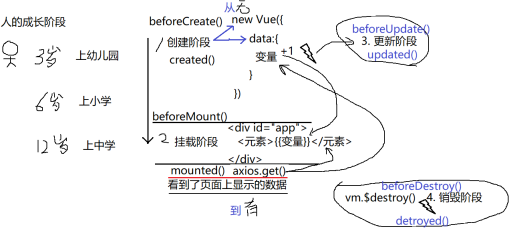 人的成长阶段
3岁 上幼儿园
6岁 上小学
12岁 上中学
从无
beforeCreate() new Vue({
1 创建阶段 data:{
created() 变量 +1
}
})
beforeMount()
<div id="app">
2 挂载阶段 <元素>{{变量}}</元素>
</div>
mounted() axios.get()
看到了页面上显示的数据
到 有
beforeUpdate()
3. 更新阶段
updated()
beforeDestroy()
vm.$destroy() 4. 销毁阶段
detroyed()